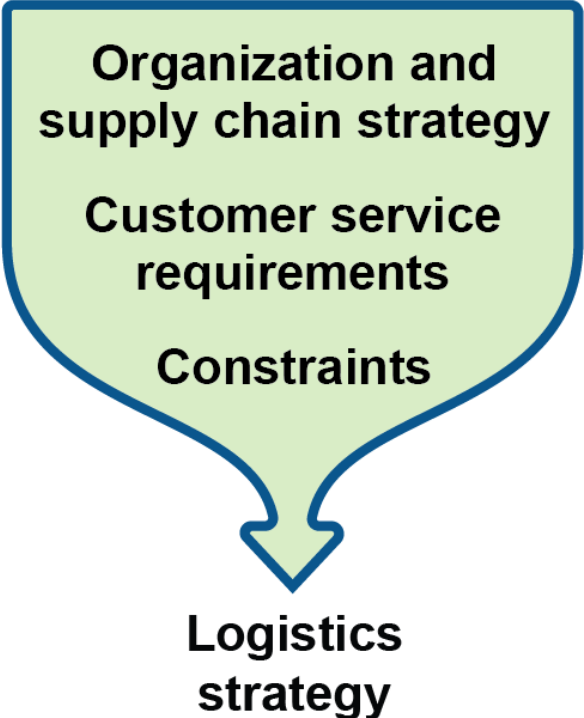 Organization and
supply chain strategy
Customer service
requirements
Constraints
Logistics
strategy